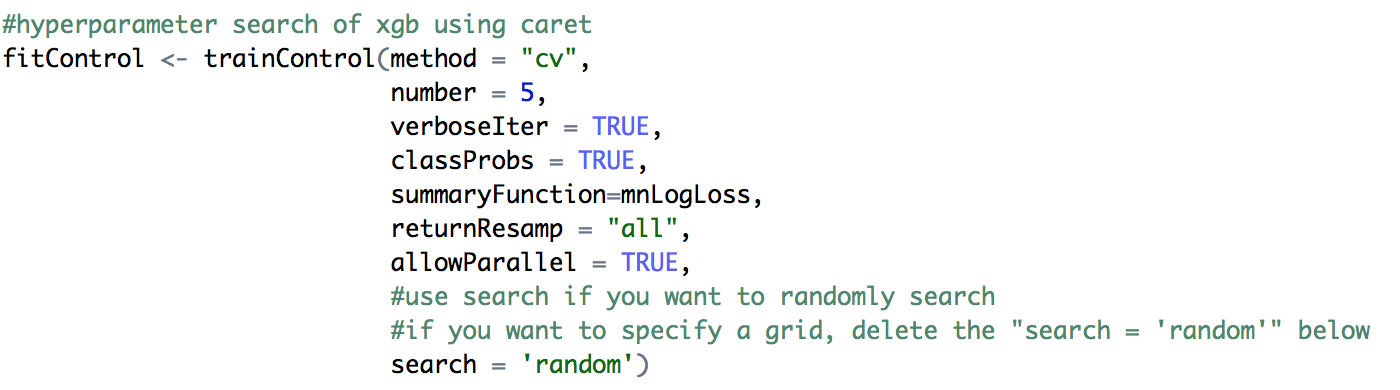 #hyperparameter search of xgb using caret
fitControl <- trainControl(method = "cv",
number = 5,
verboseIter = TRUE,
classProbs = TRUE,
summaryFunction=mnLogLoss,
returnResamp = "all",
allowParallel = TRUE,
#use search if you want to randomly search
#if you want to specify a grid, delete the "search = 'random'" below
search = 'random')